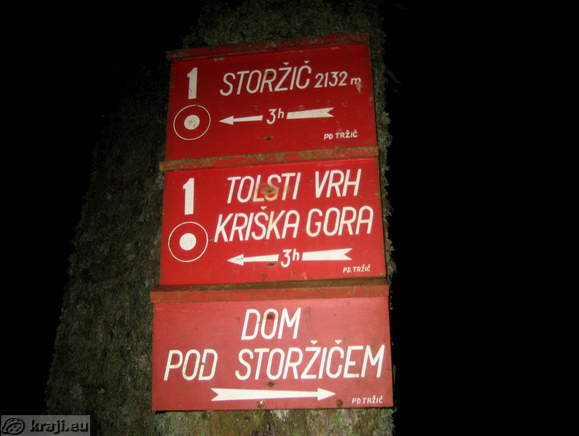 1 STORŽIČ 2132 m
3h
PD. TRŽIČ
1 TOLSTI VRH
KRIŠKA GORA
3h
PD. TRŽIČ
DOM
POD STORŽIČEM
PD. TRŽIČ
kraji.eu